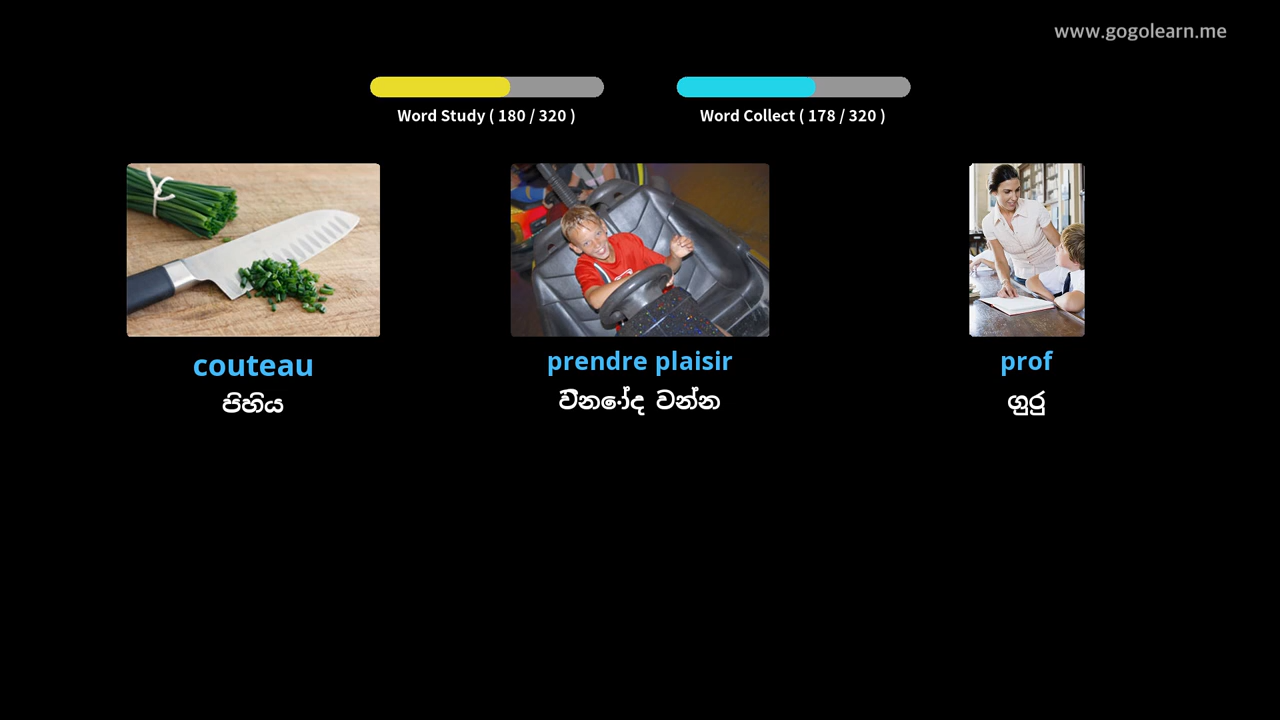 www.gogolearn.me
Word Study ( 180 / 320 )
Word Collect ( 178 / 320 )
couteau
prendre plaisir
prof
පිහිය
විනෝද වන්න
ගුරු